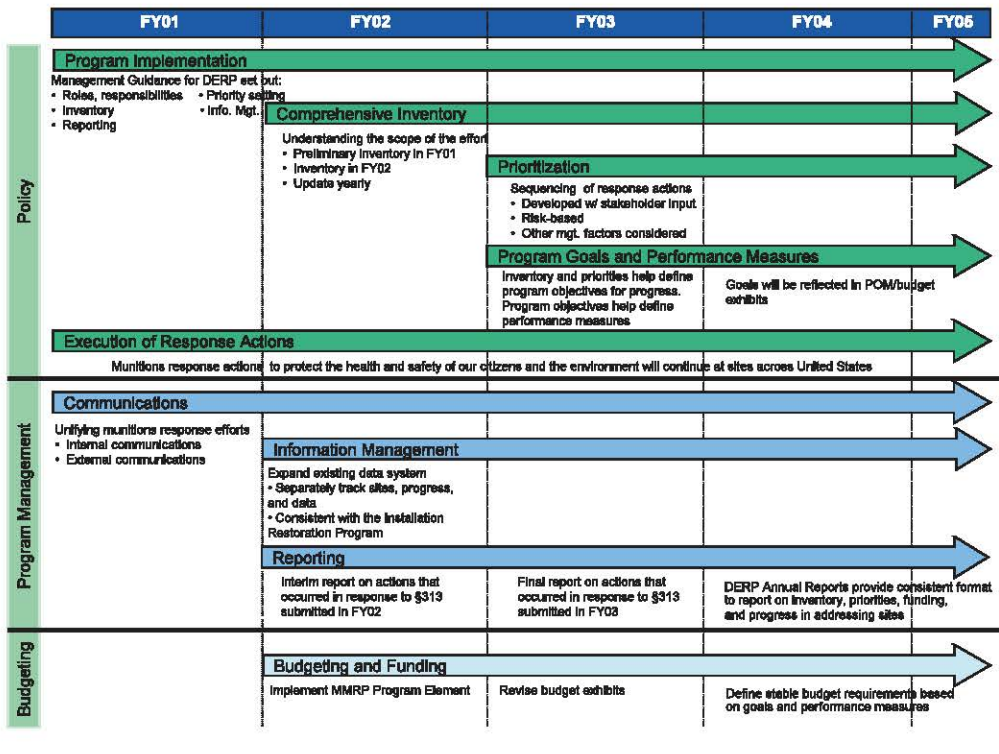 FY01 FY02 FY03 FY04 FY05
Policy
Program Implementation
Management Guidance for DERP set out:
• Roles, responsibilities • Priority setting
• Inventory • Info. Mgt.
• Reporting
Comprehensive Inventory
Understanding the scope of the effort
• Preliminary Inventory in FY01
• Inventory in FY02
• Update yearly
Prioritization
Sequencing of response actions
• Developed w/ stakeholder input
• Risk-based
• Other mgt. factors considered
Program Goals and Performance Measures
Inventory and priorities help define
program objectives for progress.
Program objectives help define
performance measures
Goals will be reflected in POM/budget
exhibits
Execution of Response Actions
Munitions response actions to protect the health and safety of our citizens and the environment will continue at sites across United States
Program Management
Communications
Unifying munitions response efforts
• Internal communications
• External communications
Information Management
Expand existing data system
• Separately track sites, progress,
and data
• Consistent with the Installation
Restoration Program
Reporting
Interim report on actions that
occurred in response to §313
submitted in FY02
Final report on actions that
occurred in response to §313
submitted in FY03
DERP Annual Reports provide consistent format
to report on inventory, priorities, funding,
and progress in addressing sites
Budgeting
Budgeting and Funding
Implement MMRP Program Element
Revise budget exhibits
Define stable budget requirements based
on goals and performance measures